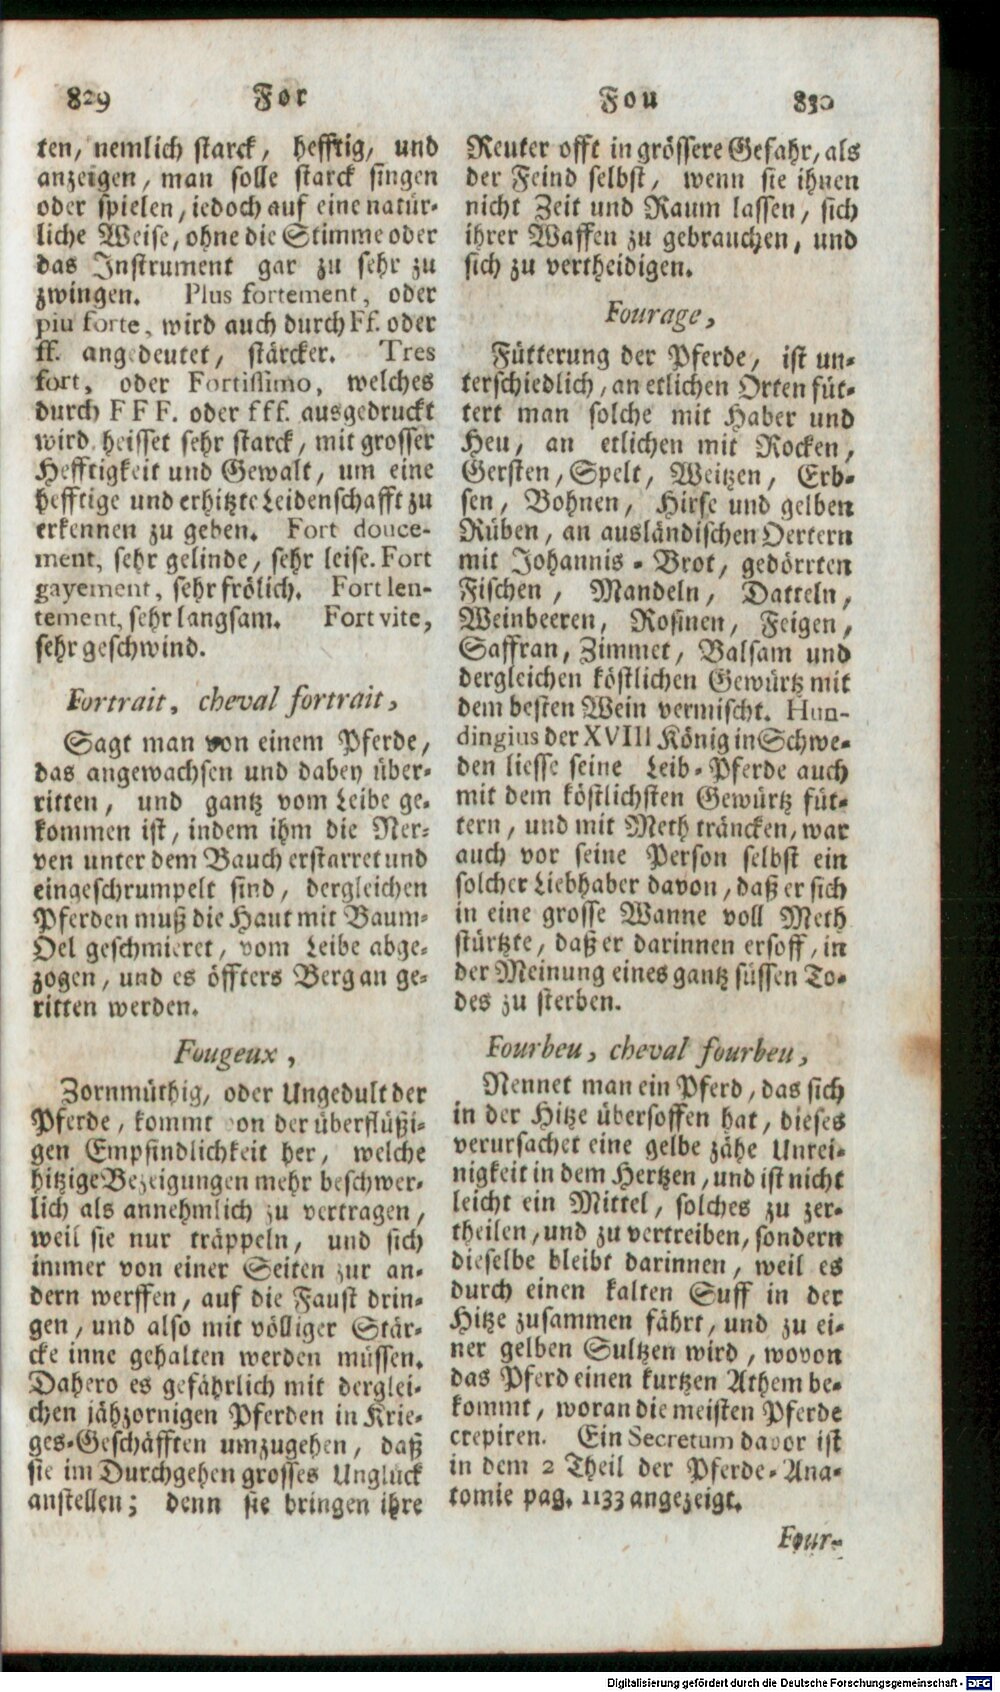 829 For
ten, nemlich starck, hefftig, und
anzeigen, man solle starck singen
oder spielen, iedoch auf eine natür-
liche Weise, ohne die Stimme oder
das Instrument gar zu sehr zu
zwingen. Plus fortement, oder
piu forte, wird auch durch Ff. oder
ff. angedeutet, stärcker. Tres
fort, oder Fortissimo, welches
durch FFF. oder fff. ausgedruckt
wird heisset sehr starck, mit grosser
Hefftigkeit und Gewalt, um eine
hefftige und erhitzte Leidenschafft zu
erkennen zu geben. Fort douce-
ment, sehr gelinde, sehr leise. Fort
gayement, sehr frölich. Fort len-
tement, sehr langsam. Fort vite,
sehr geschwind.
Fortrait, cheval fortrait,
Sagt man von einem Pferde,
das angewachsen und dabey über-
ritten, und gantz vom Leibe ge-
kommen ist, indem ihm die Ner-
ven unter dem Bauch erstarret und
eingeschrumpelt sind, dergleichen
Pferden muß die Haut mit Baum-
Oel geschmieret, vom Leibe abge-
zogen, und es öffters Berg an ge-
ritten werden.
Fougeux,
Zornmüthig, oder Ungedult der
Pferde, kommt von der überflüßi-
gen Empfindlichkeit her, welche
hitzige Bezeigungen mehr beschwer-
lich als annehmlich zu vertragen,
weil sie nur träppeln, und sich
immer von einer Seiten zur an-
dern werffen, auf die Faust drin-
gen, und also mit völliger Stär-
cke inne gehalten werden müssen.
Dahero es gefährlich mit derglei-
chen jähzornigen Pferden in Krie-
ges-Geschäfften umzugehen, daß
sie im Durchgehen grosses Unglück
anstellen; denn sie bringen ihre
Fou 830
Reuter offt in grössere Gefahr, als
der Feind selbst, wenn sie ihnen
nicht Zeit und Raum lassen, sich
ihrer Waffen zu gebrauchen, und
sich zu vertheidigen.
Fourage,
Fütterung der Pferde, ist un-
terschiedlich, an etlichen Orten füt-
tert man solche mit Haber und
Heu, an etlichen mit Rocken,
Gersten, Spelt, Weitzen, Erb-
sen, Bohnen, Hirse und gelben
Rüben, an ausländischen Oertern
mit Johannis-Brot, gedörrten
Fischen, Mandeln, Datteln,
Weinbeeren, Rosinen, Feigen,
Saffran, Zimmet, Balsam und
dergleichen köstlichen Gewürtz mit
dem besten Wein vermischt. Hun-
dingius der XVIII König in Schwe-
den liesse seine Leib-Pferde auch
mit dem köstlichsten Gewürtz füt-
tern, und mit Meth träncken, war
auch vor seine Person selbst ein
solcher Liebhaber davon, daß er sich
in eine grosse Wanne voll Meth
stürtzte, daß er darinnen ersoff, in
der Meinung eines gantz süssen To-
des zu sterben.
Fourbeu, cheval fourbeu,
Nennet man ein Pferd, das sich
in der Hitze übersoffen hat, dieses
verursachet eine gelbe zähe Unrei-
nigkeit in dem Hertzen, und ist nicht
leicht ein Mittel, solches zu zer-
theilen, und zu vertreiben, sondern
dieselbe bleibt darinnen, weil es
durch einen kalten Suff in der
Hitze zusammen fährt, und zu ei-
ner gelben Sultzen wird, wovon
das Pferd einen kurtzen Athem be-
kommt, woran die meisten Pferde
crepiren. Ein Secretum davor ist
in dem 2 Theil der Pferde-Ana-
tomie pag. 1133 angezeigt.
Four-
Digitalisierung gefördert durch die Deutsche Forschungsgemeinschaft - DFG